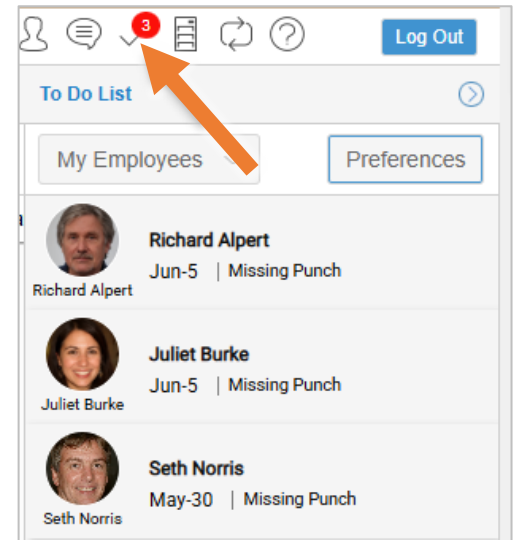 3
Log Out
To Do List
My Employees
Preferences
Richard Alpert
Jun-5 | Missing Punch
Richard Alpert
Juliet Burke
Jun-5 | Missing Punch
Juliet Burke
Seth Norris
May-30 | Missing Punch
Seth Norris